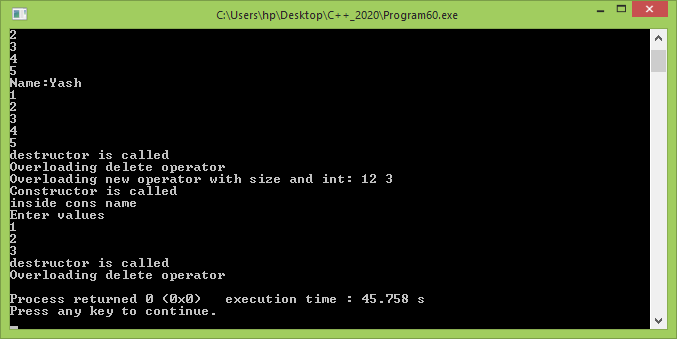 C:\Users\hp\Desktop\C++_2020\Program60.exe
2
3
4
5
Name:Yash
1
2
3
4
5
destructor is called
Overloading delete operator
Overloading new operator with size and int: 12 3
Constructor is called
inside cons name
Enter values
1
2
3
destructor is called
Overloading delete operator
Process returned 0 (0x0)   execution time : 45.758 s
Press any key to continue.